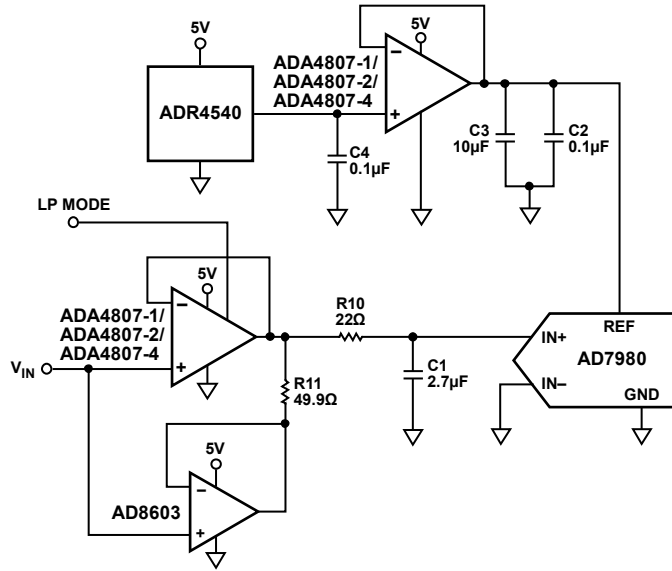 5V
ADR4540
ADA4807-1/
ADA4807-2/
ADA4807-4
5V
−
+
C4
0.1µF
C3
10µF
C2
0.1µF
LP MODE
ADA4807-1/
ADA4807-2/
ADA4807-4
5V
−
+
VIN
R10
22Ω
R11
49.9Ω
C1
2.7µF
REF
IN+
AD7980
IN−
GND
5V
−
AD8603
+